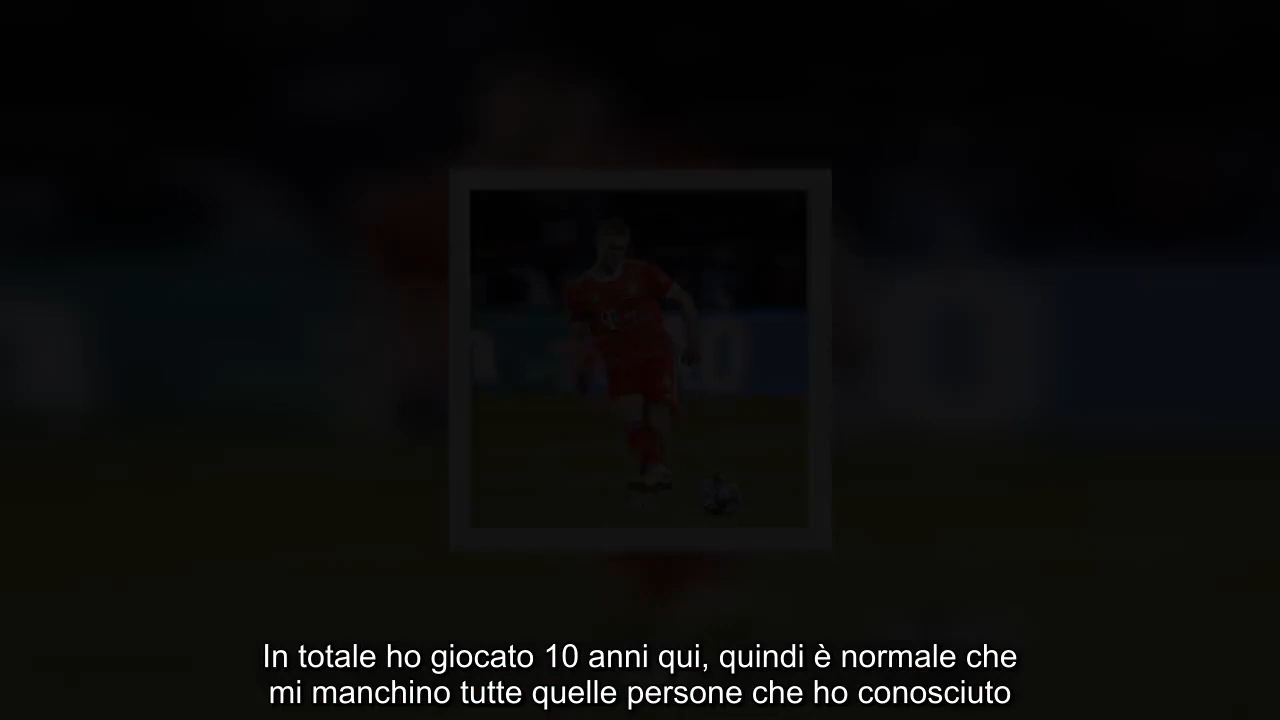 In totale ho giocato 10 anni qui, quindi è normale che
mi manchino tutte quelle persone che ho conosciuto